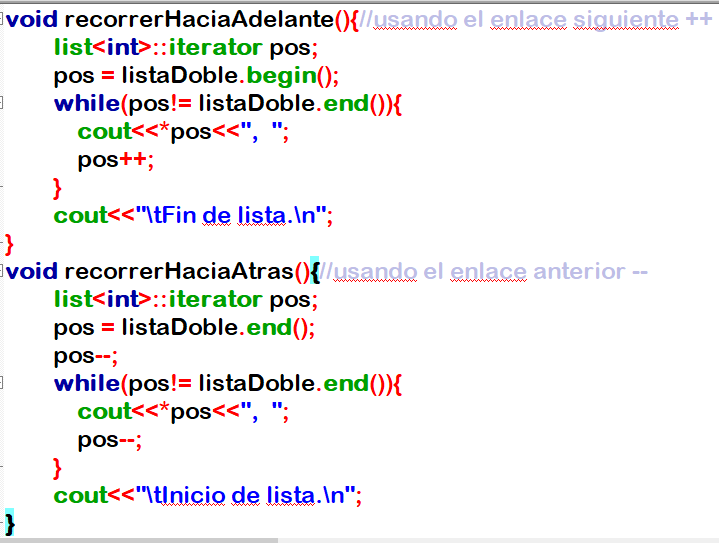 void recorrerHaciaAdelante(){//usando el enlace siguiente ++
list<int>::iterator pos;
pos = listaDoble.begin();
while(pos!= listaDoble.end()){
cout<<*pos<<",  ";
pos++;
}
cout<<"\tFin de lista.\n";
}
void recorrerHaciaAtras(){//usando el enlace anterior --
list<int>::iterator pos;
pos = listaDoble.end();
pos--;
while(pos!= listaDoble.end()){
cout<<*pos<<",  ";
pos--;
}
cout<<"\tInicio de lista.\n";
}